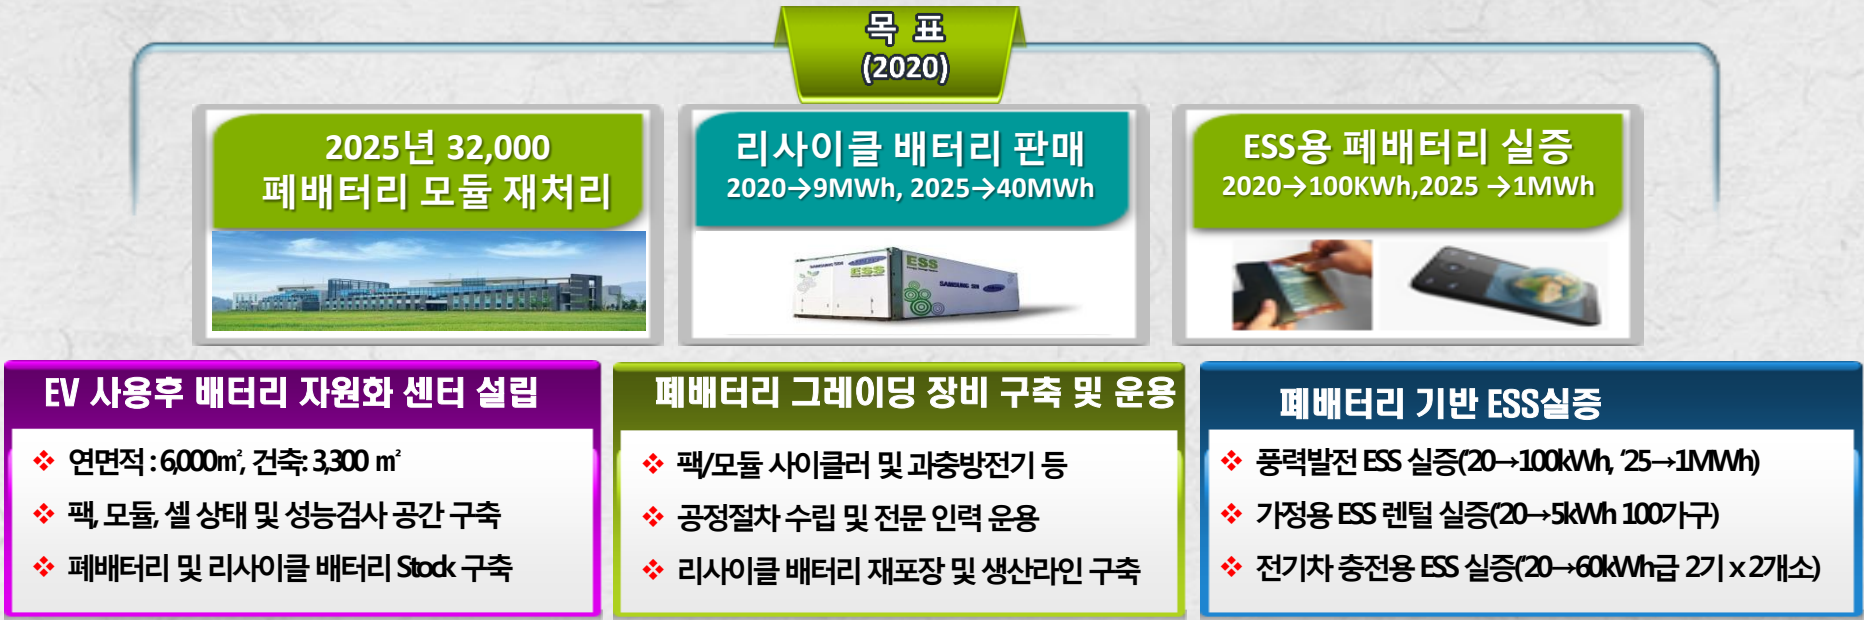 목 표
(2020)
2025년 32,000
폐배터리 모듈 재처리
리사이클 배터리 판매
2020→9MWh, 2025→40MWh
ESS용 폐배터리 실증
2020→100KWh,2025 →1MWh
ESS
ESS
SAMSUNG SDI
EV 사용후 배터리 자원화 센터 설립
❖ 연면적 : 6,000㎡, 건축: 3,300 ㎡
❖ 팩, 모듈, 셀 상태 및 성능검사 공간 구축
❖ 폐배터리 및 리사이클 배터리 Stock 구축
폐배터리 그레이딩 장비 구축 및 운용
❖ 팩/모듈 사이클러 및 과충방전기 등
❖ 공정절차 수립 및 전문 인력 운용
❖ 리사이클 배터리 재포장 및 생산라인 구축
폐배터리 기반 ESS실증
❖ 풍력발전 ESS 실증(‘20→100kWh, ‘25→1MWh)
❖ 가정용 ESS 렌털 실증(‘20→5kWh 100가구)
❖ 전기차 충전용 ESS 실증(‘20→60kWh급 2기 x 2개소)